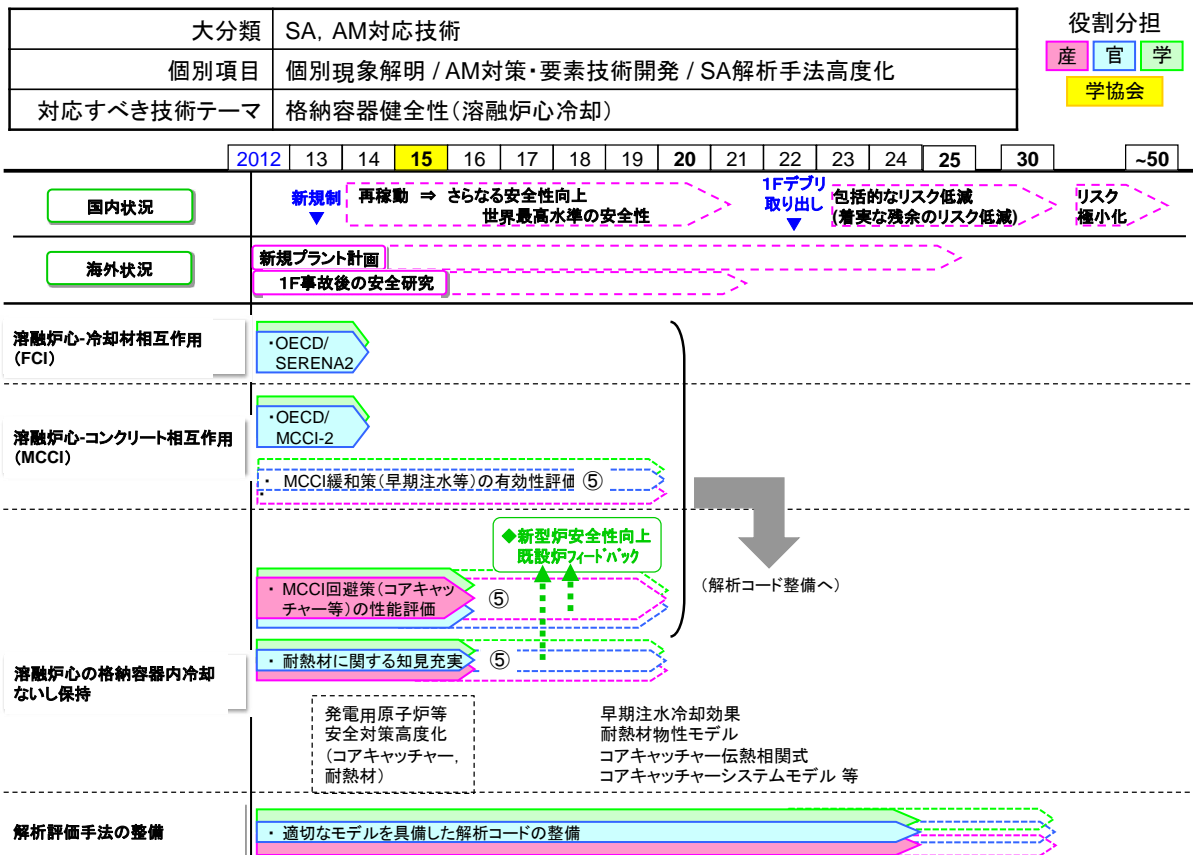 大分類 SA, AM対応技術
個別項目 個別現象解明 / AM対策・要素技術開発 / SA解析手法高度化
対応すべき技術テーマ 格納容器健全性(溶融炉心冷却)
役割分担
産 官 学
学協会
2012 13 14 15 16 17 18 19 20 21 22 23 24 25 30 ~50
国内状況
新規制
再稼動 ⇒ さらなる安全性向上
世界最高水準の安全性
1Fデブリ
取り出し
包括的なリスク低減
(着実な残余のリスク低減)
リスク
極小化
海外状況
新規プラント計画
1F事故後の安全研究
溶融炉心-冷却材相互作用
(FCI)
・OECD/
SERENA2
溶融炉心-コンクリート相互作用
(MCCI)
・OECD/
MCCI-2
・ MCCI緩和策(早期注水等)の有効性評価 ⑤
・
◆新型炉安全性向上
既設炉フィードバック
(解析コード整備へ)
・ MCCI回避策(コアキャッ
チャー等)の性能評価
⑤
溶融炉心の格納容器内冷却
ないし保持
・ 耐熱材に関する知見充実 ⑤
発電用原子炉等
安全対策高度化
(コアキャッチャー,
耐熱材)
早期注水冷却効果
耐熱材物性モデル
コアキャッチャー伝熱相関式
コアキャッチャーシステムモデル 等
解析評価手法の整備
・ 適切なモデルを具備した解析コードの整備